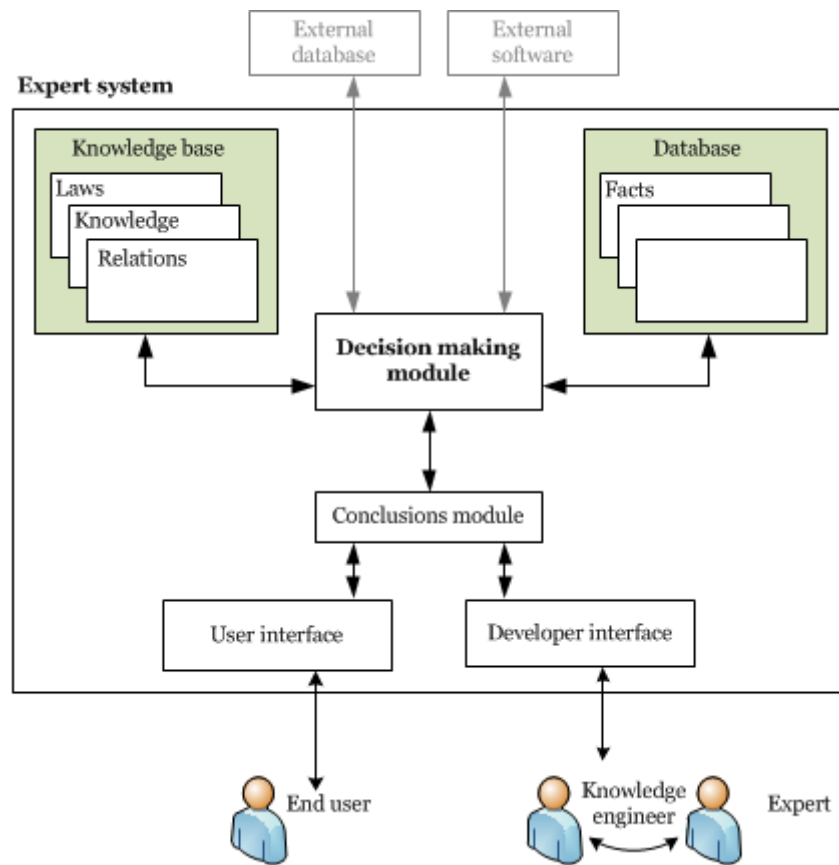 External
database
External
software
Expert system
Knowledge base
Laws
Knowledge
Relations
Database
Facts
Decision making
module
Conclusions module
User interface
Developer interface
End user
Knowledge
engineer
Expert